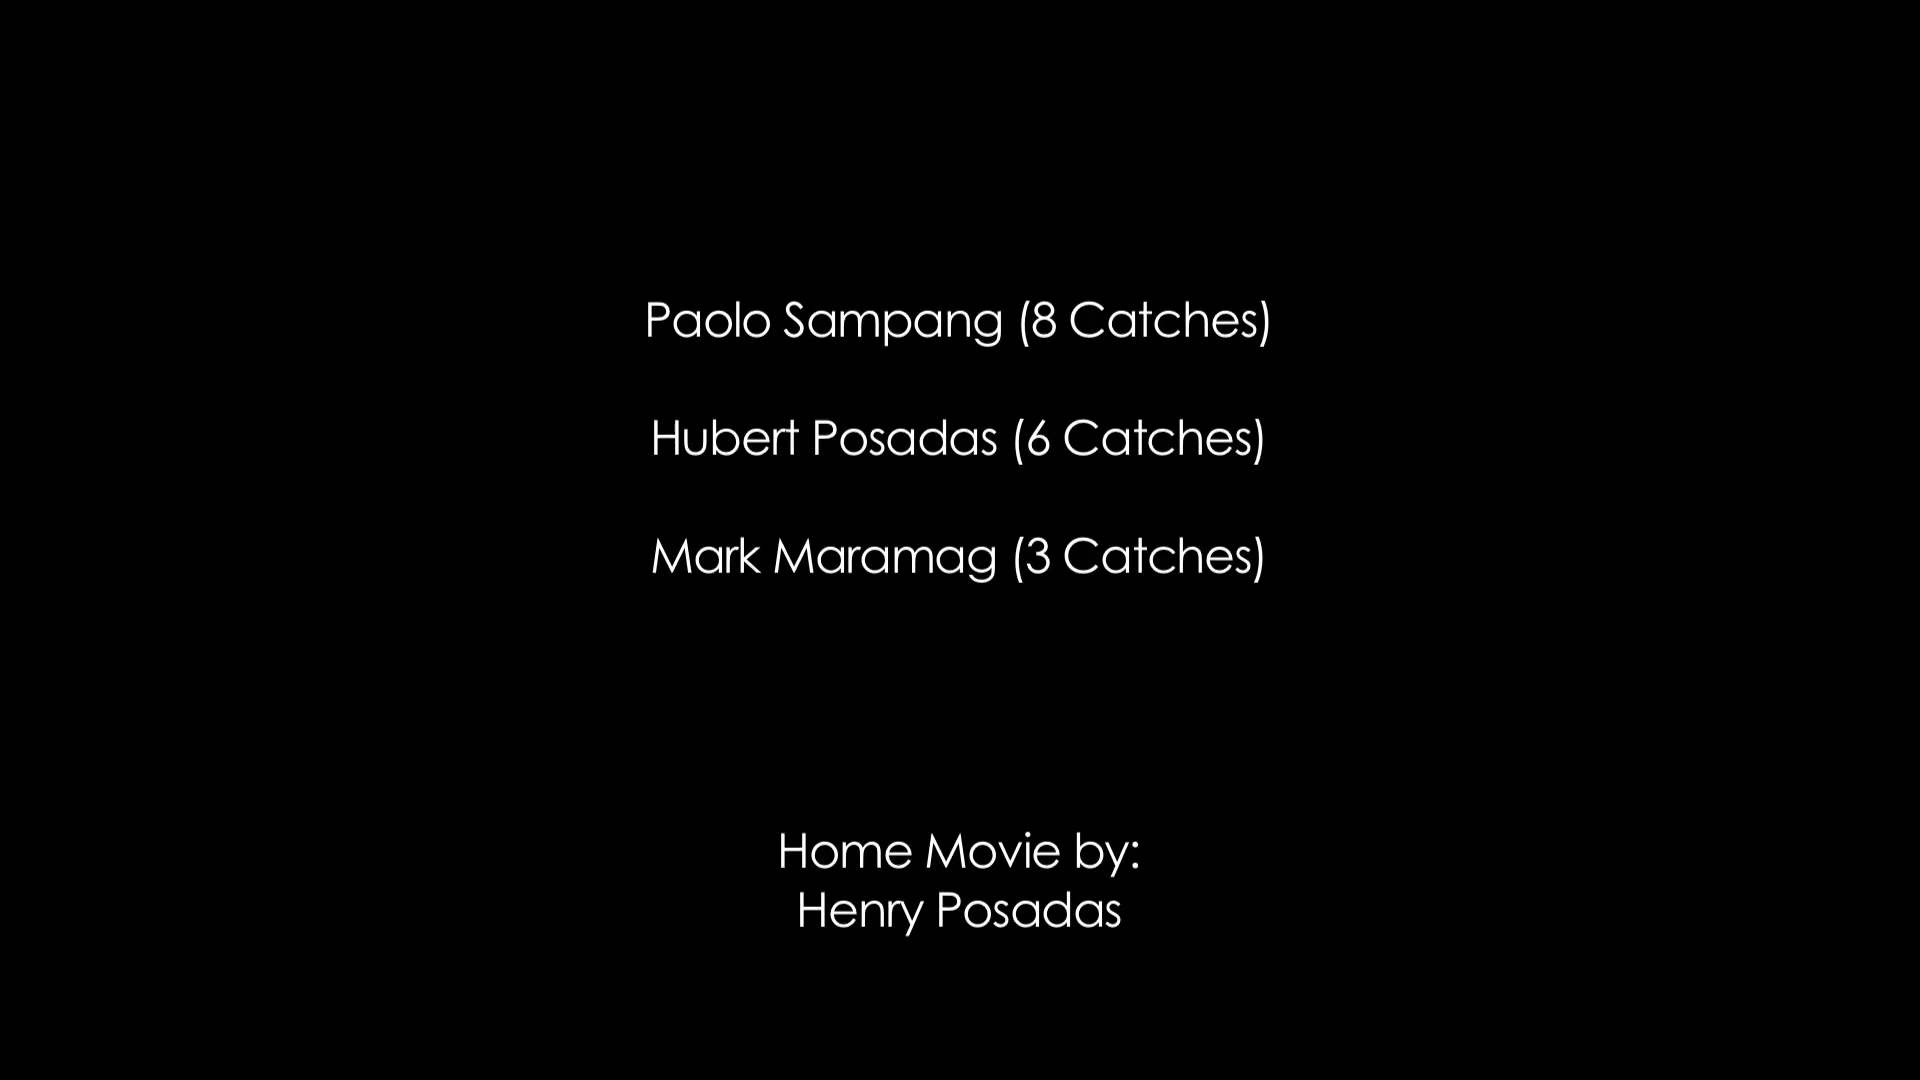 Paolo Sampang (8 Catches)
Hubert Posadas (6 Catches)
Mark Maramag (3 Catches)
Home Movie by:
Henry Posadas